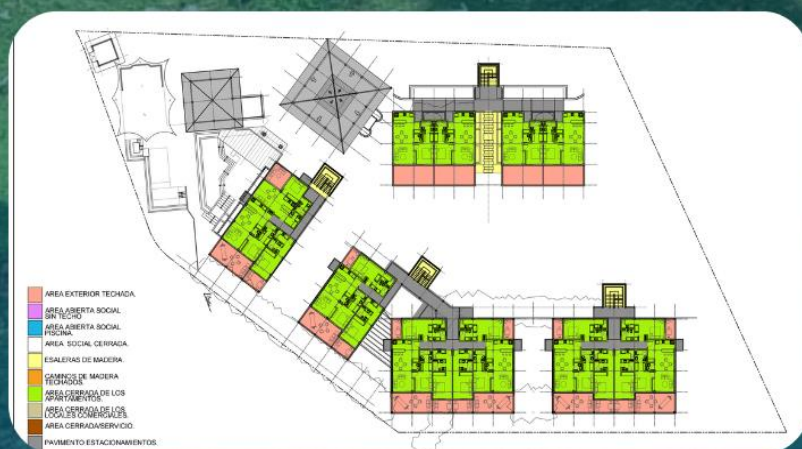 AREA EXTERIOR TECHADA.
AREA ABIERTA SOCIAL
SIN TECHO
AREA ABIERTA SOCIAL
PISCINA.
AREA SOCIAL CERRADA.
ESALERAS DE MADERA.
CAMINOS DE MADERA
TECHADOS.
AREA CERRADA DE LOS
APARTAMENTOS.
AREA CERRADA DE LOS
LOCALES COMERCIALES.
AREA CERRADA/SERVICIO.
PAVIMENTO ESTACIONAMIENTOS.